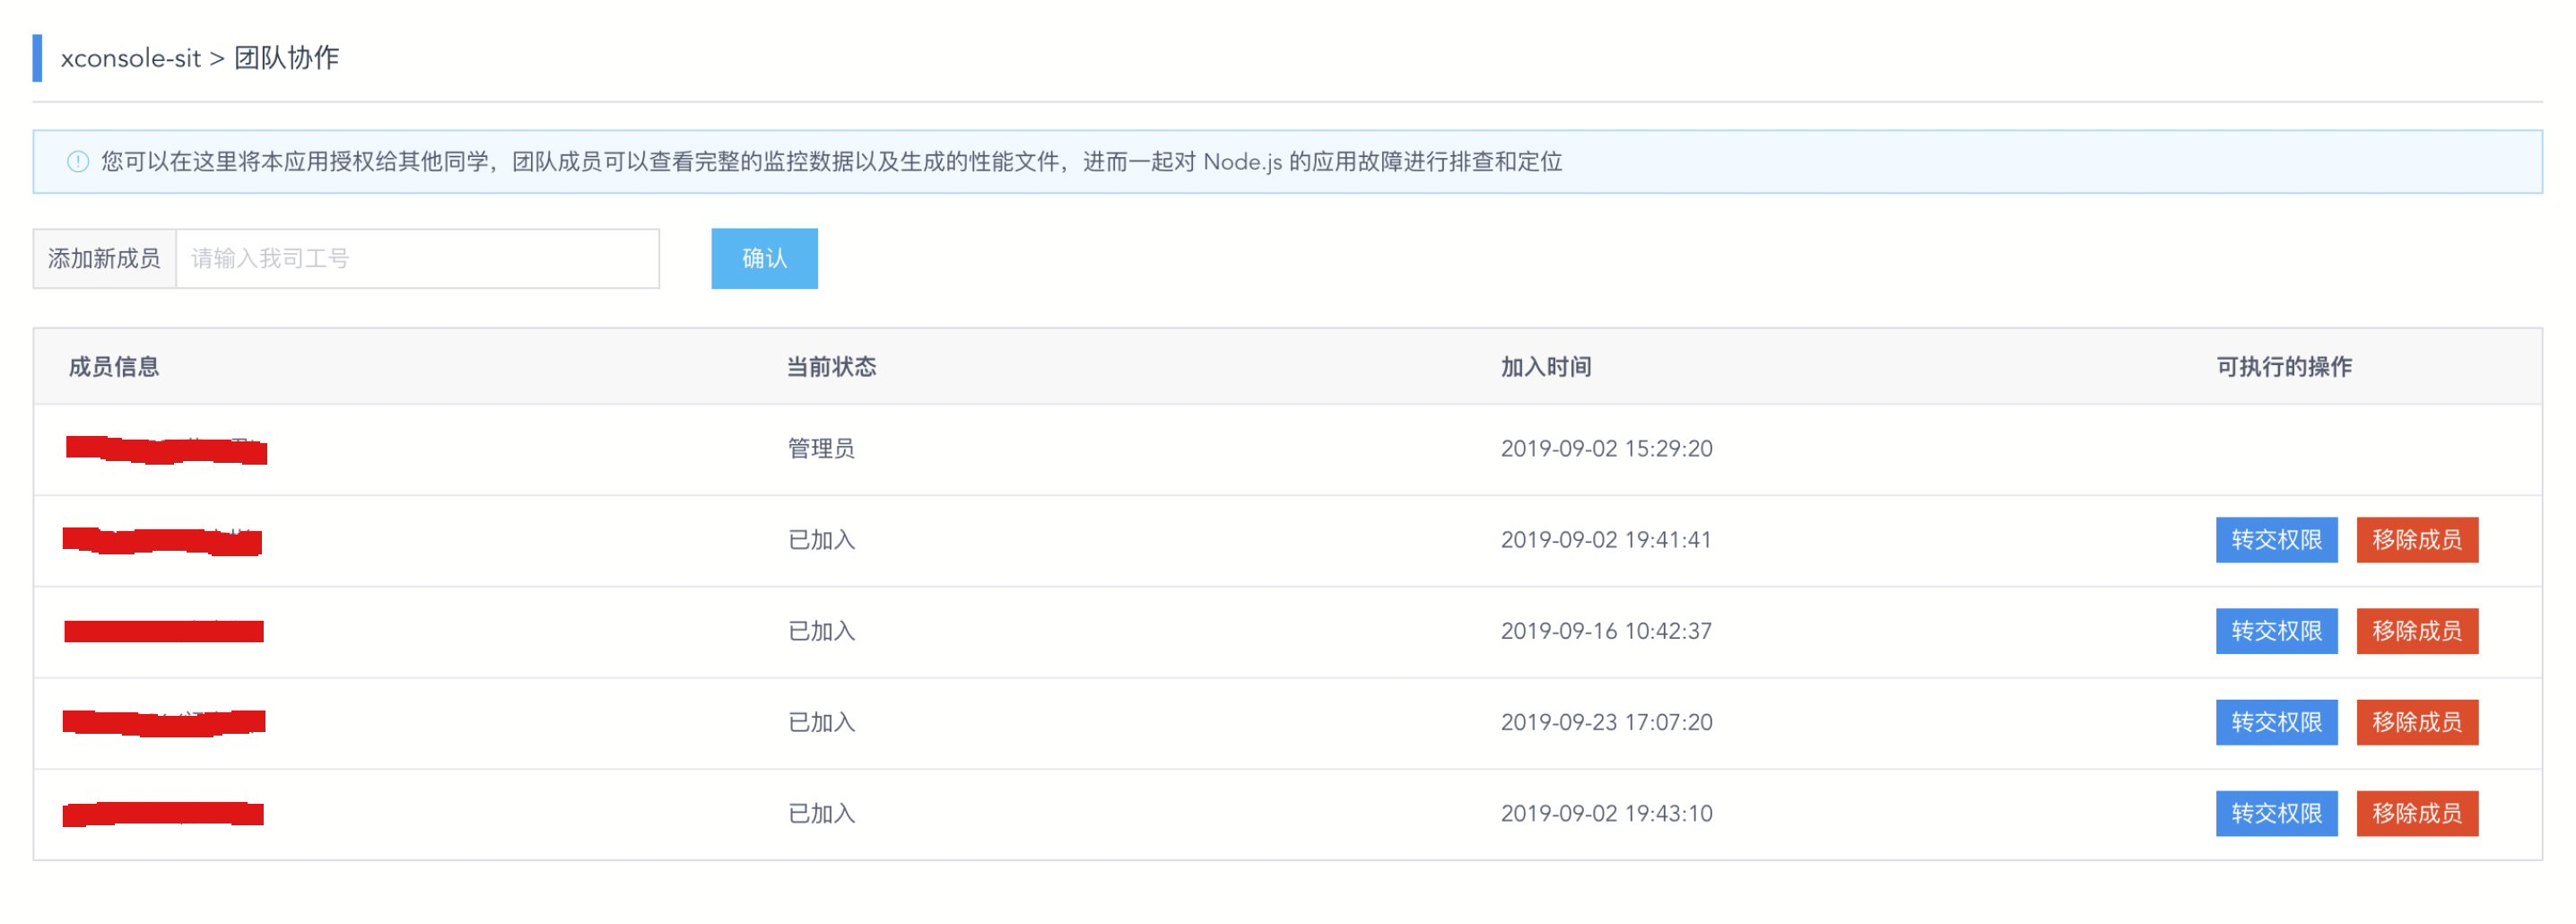 xconsole-sit > 团队协作
您可以在这里将本应用授权给其他同学，团队成员可以查看完整的监控数据以及生成的性能文件，进而一起对 Node.js 的应用故障进行排查和定位
添加新成员 请输入我司工号 确认
成员信息 当前状态 加入时间 可执行的操作
管理员 2019-09-02 15:29:20
已加入 2019-09-02 19:41:41 转交权限 移除成员
已加入 2019-09-16 10:42:37 转交权限 移除成员
已加入 2019-09-23 17:07:20 转交权限 移除成员
已加入 2019-09-02 19:43:10 转交权限 移除成员